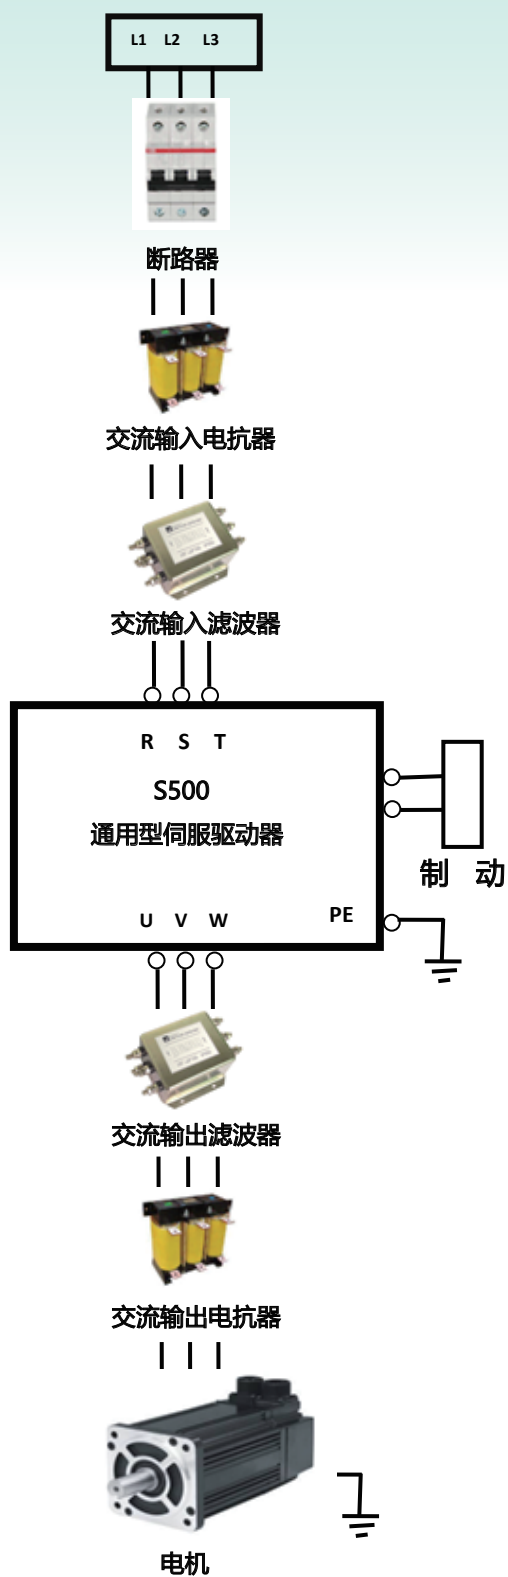 L1 L2 L3
断路器
交流输入电抗器
交流输入滤波器
R S T
S500
通用型伺服驱动器
制 动
U V W
PE
交流输出滤波器
交流输出电抗器
电机